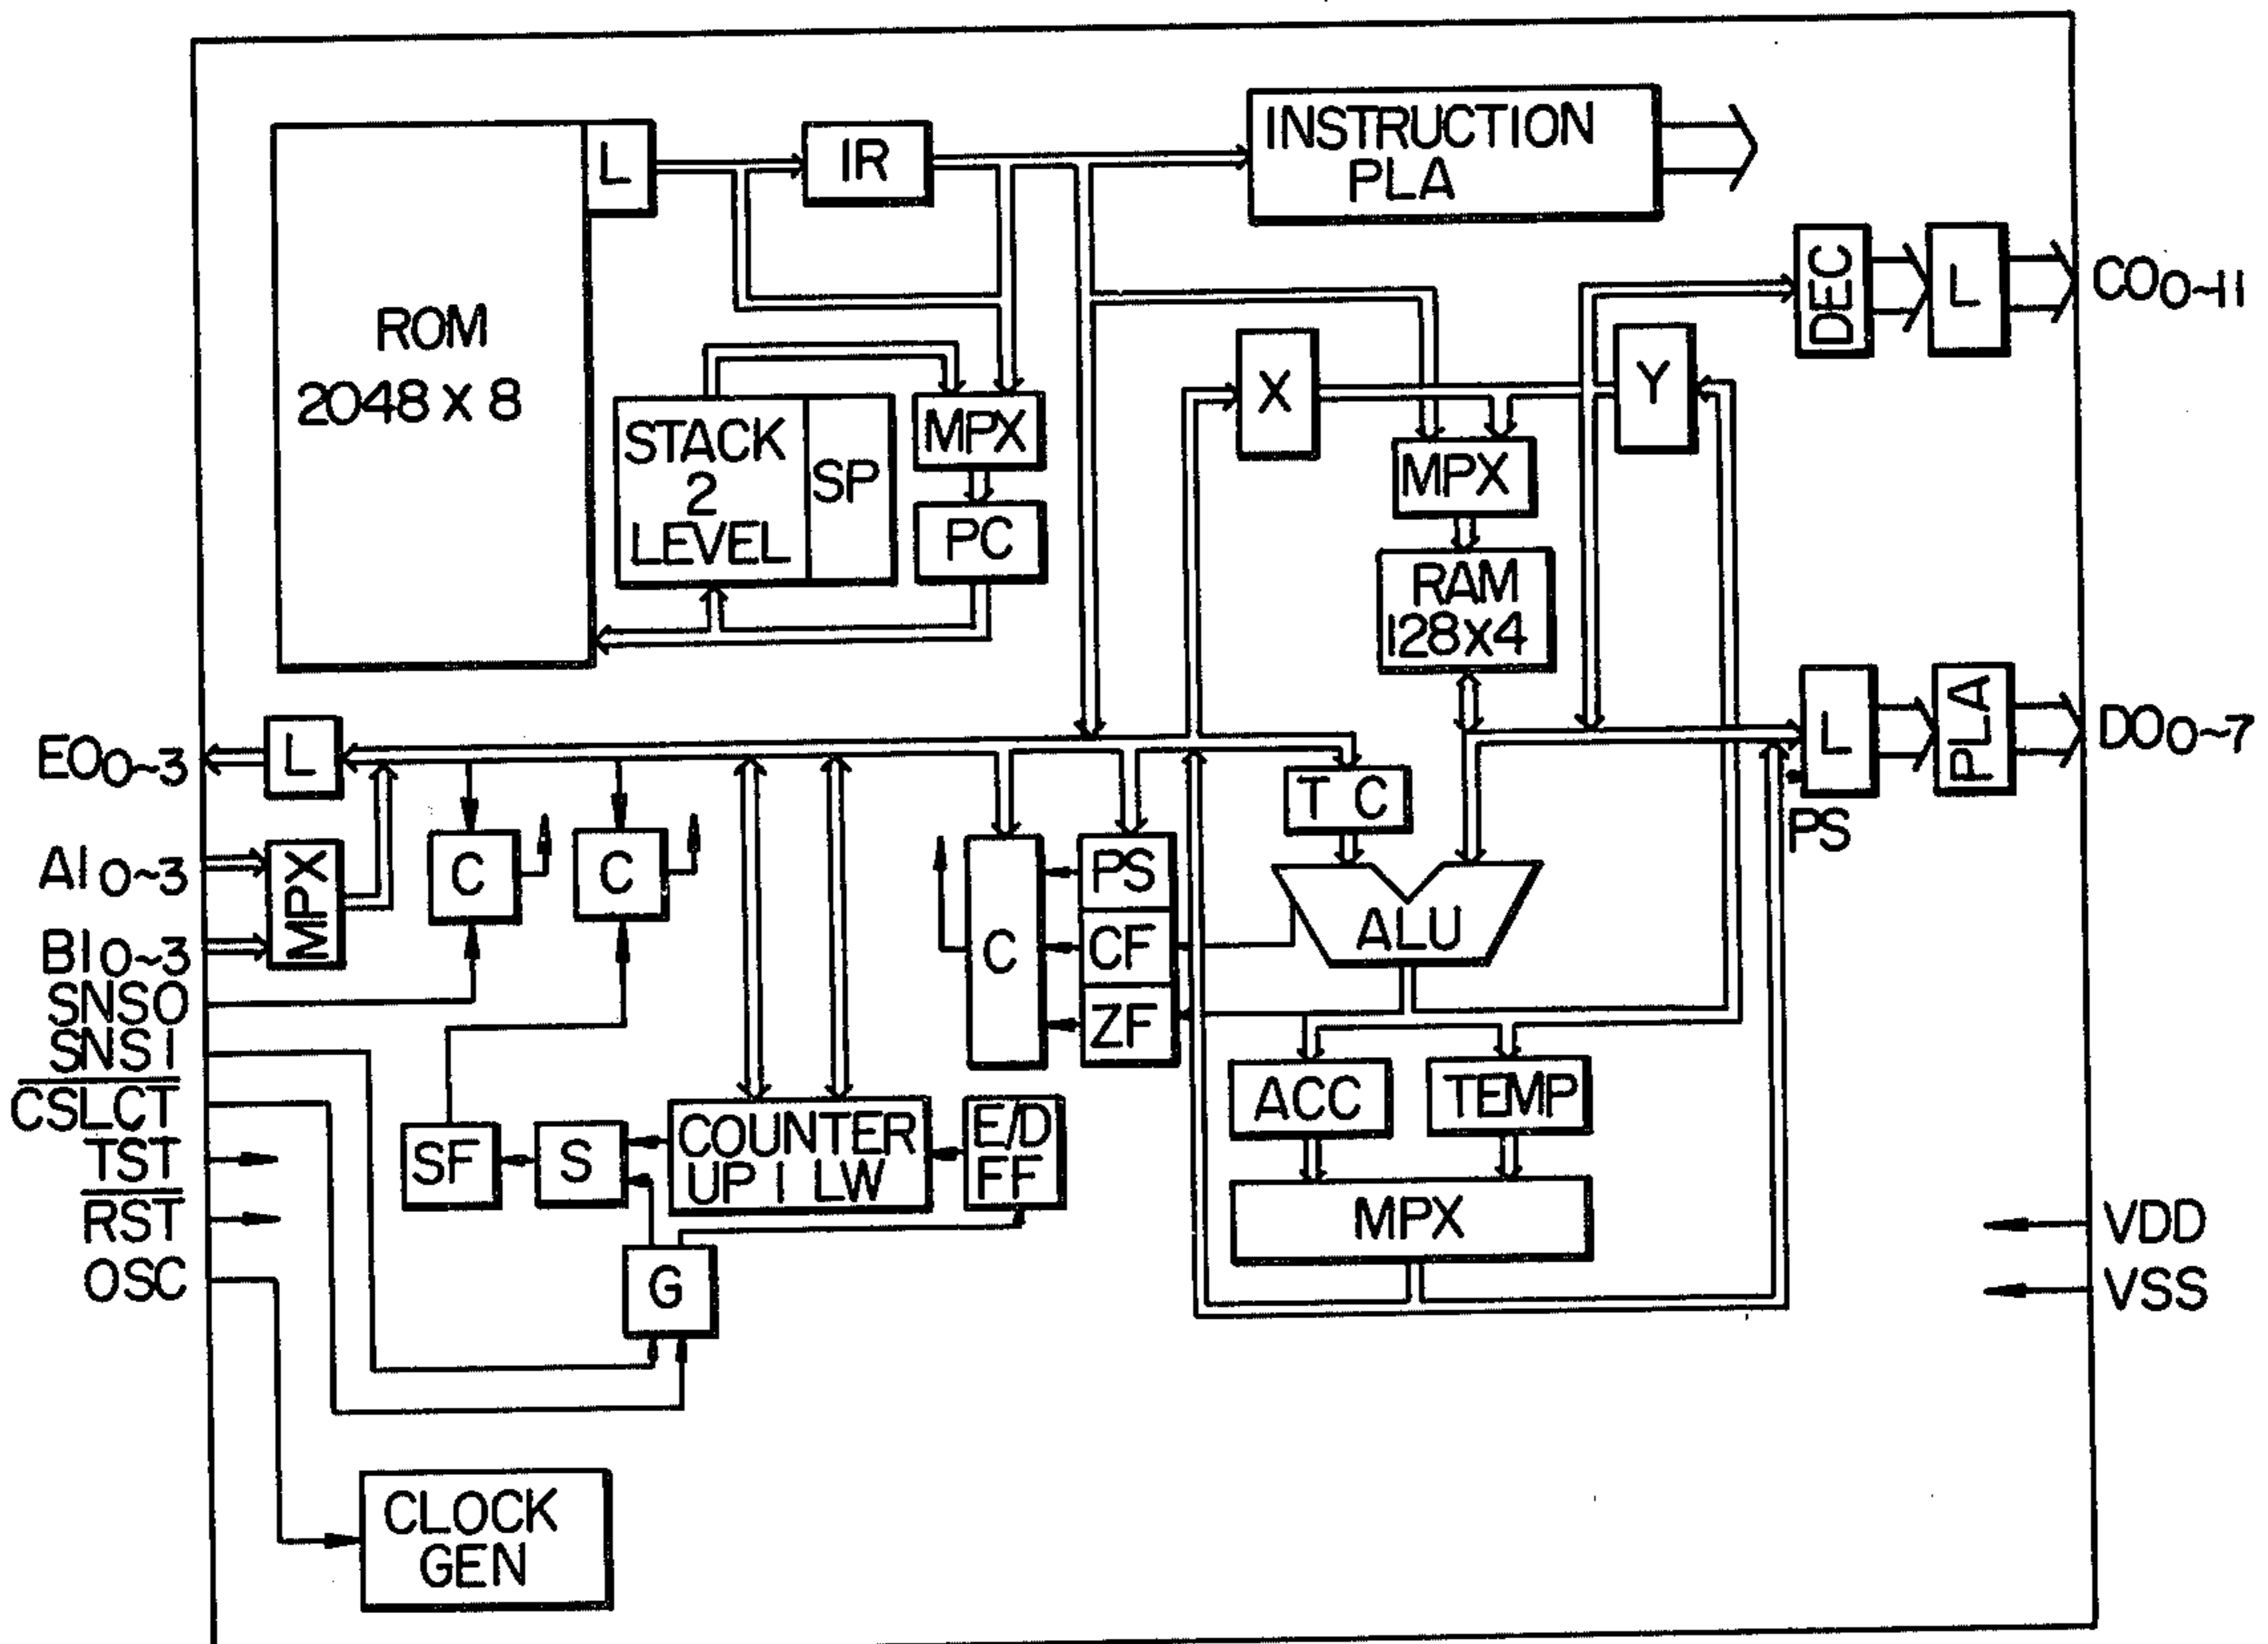 ROM
2048 x 8
L
IR
INSTRUCTION
PLA
DEC
L
CO0~11
STACK
2
LEVEL
SP
MPX
PC
X
Y
MPX
RAM
128x4
EO0~3
L
AI0~3
BI0~3
MPX
SNS0
SNS1
CSLCT
TST
RST
OSC
C
C
C
PS
CF
ZF
T C
ALU
L
PS
PLA
DO0~7
ACC
TEMP
MPX
SF
S
COUNTER
UP 1 LW
E/D
FF
G
CLOCK
GEN
VDD
VSS